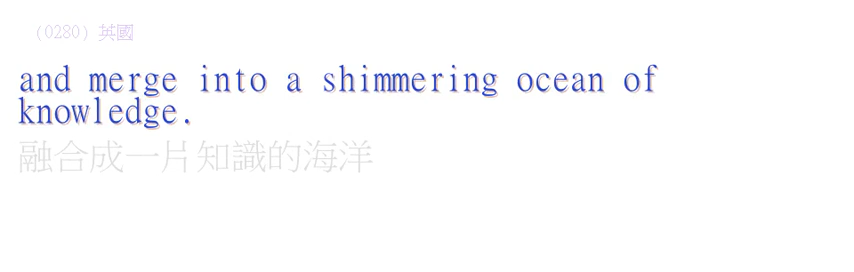 （0280）英國
and merge into a shimmering ocean of
knowledge.
融合成一片知識的海洋